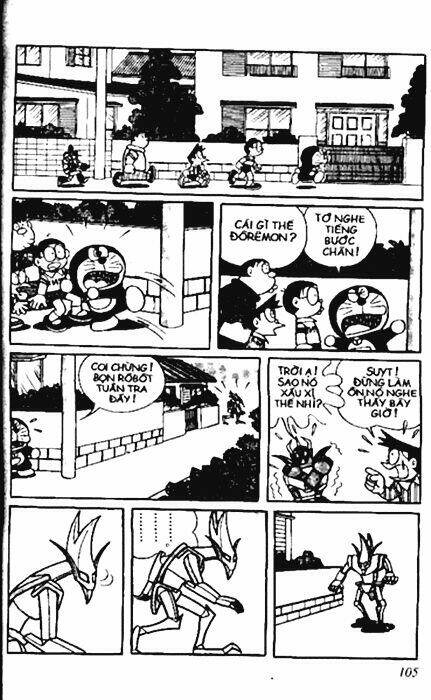 CÁI GÌ THẾ
ĐÔRÊMON?
TỚ NGHE
TIẾNG
BƯỚC
CHÂN!
COI CHỪNG!
BỌN RÔBỐT
TUẦN TRA
ĐẤY!
TRỜI Ạ!
SAO NÓ
XẤU XÍ
THẾ NHỈ?
SUYT!
ĐỪNG LÀM
ỒN NÓ NGHE
THẤY BÂY
GIỜ!
105